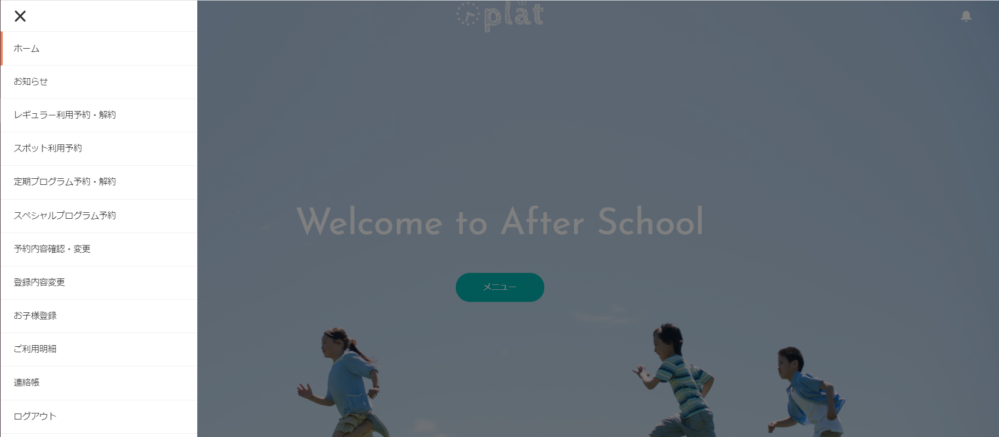 ホーム
お知らせ
レギュラー利用予約・解約
スポット利用予約
定期プログラム予約・解約
スペシャルプログラム予約
予約内容確認・変更
登録内容変更
お子様登録
ご利用明細
連絡帳
ログアウト
plat
Welcome to After School
メニュー